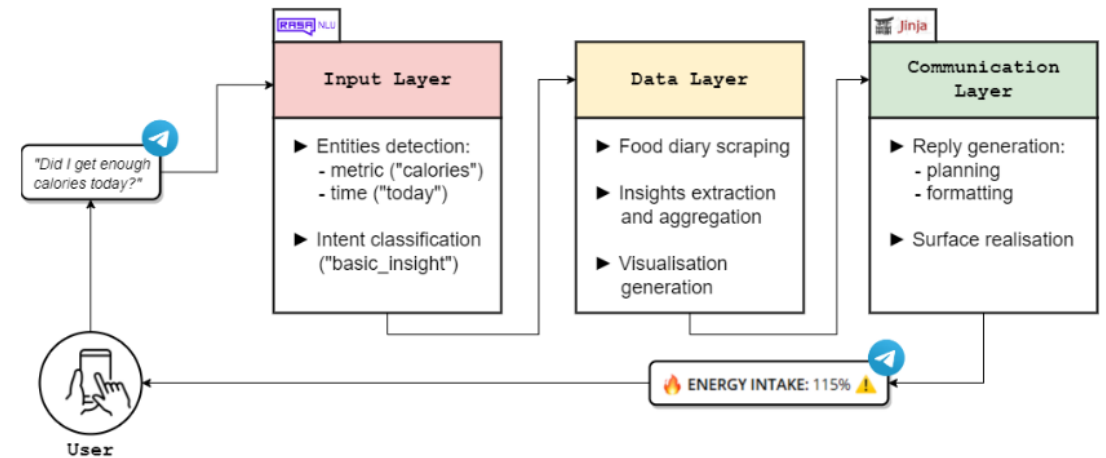 RASA NLU
Input Layer
► Entities detection:
- metric ("calories")
- time ("today")
► Intent classification
("basic_insight")
Data Layer
► Food diary scraping
► Insights extraction
and aggregation
► Visualisation
generation
Jinja
Communication
Layer
► Reply generation:
- planning
- formatting
► Surface realisation
"Did I get enough
calories today?"
🔥 ENERGY INTAKE: 115% ⚠️
User